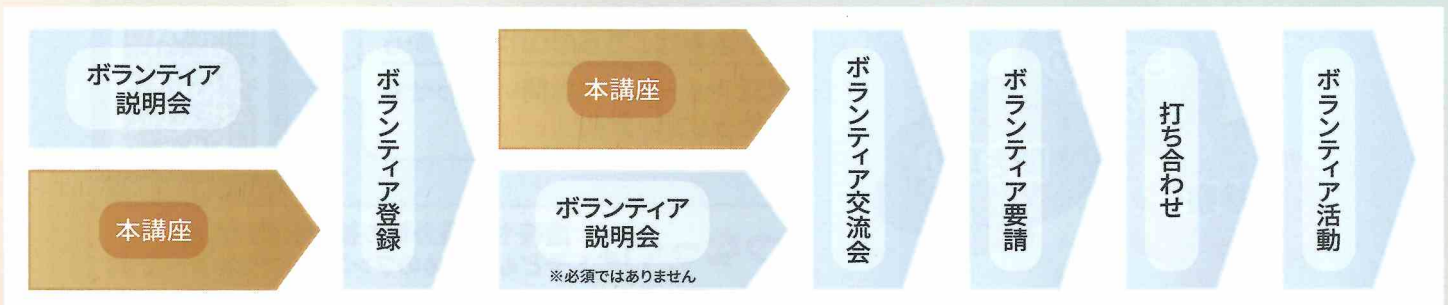 ボランティア
説明会
本講座
ボランティア登録
本講座
ボランティア
説明会
※必須ではありません
ボランティア交流会
ボランティア要請
打ち合わせ
ボランティア活動